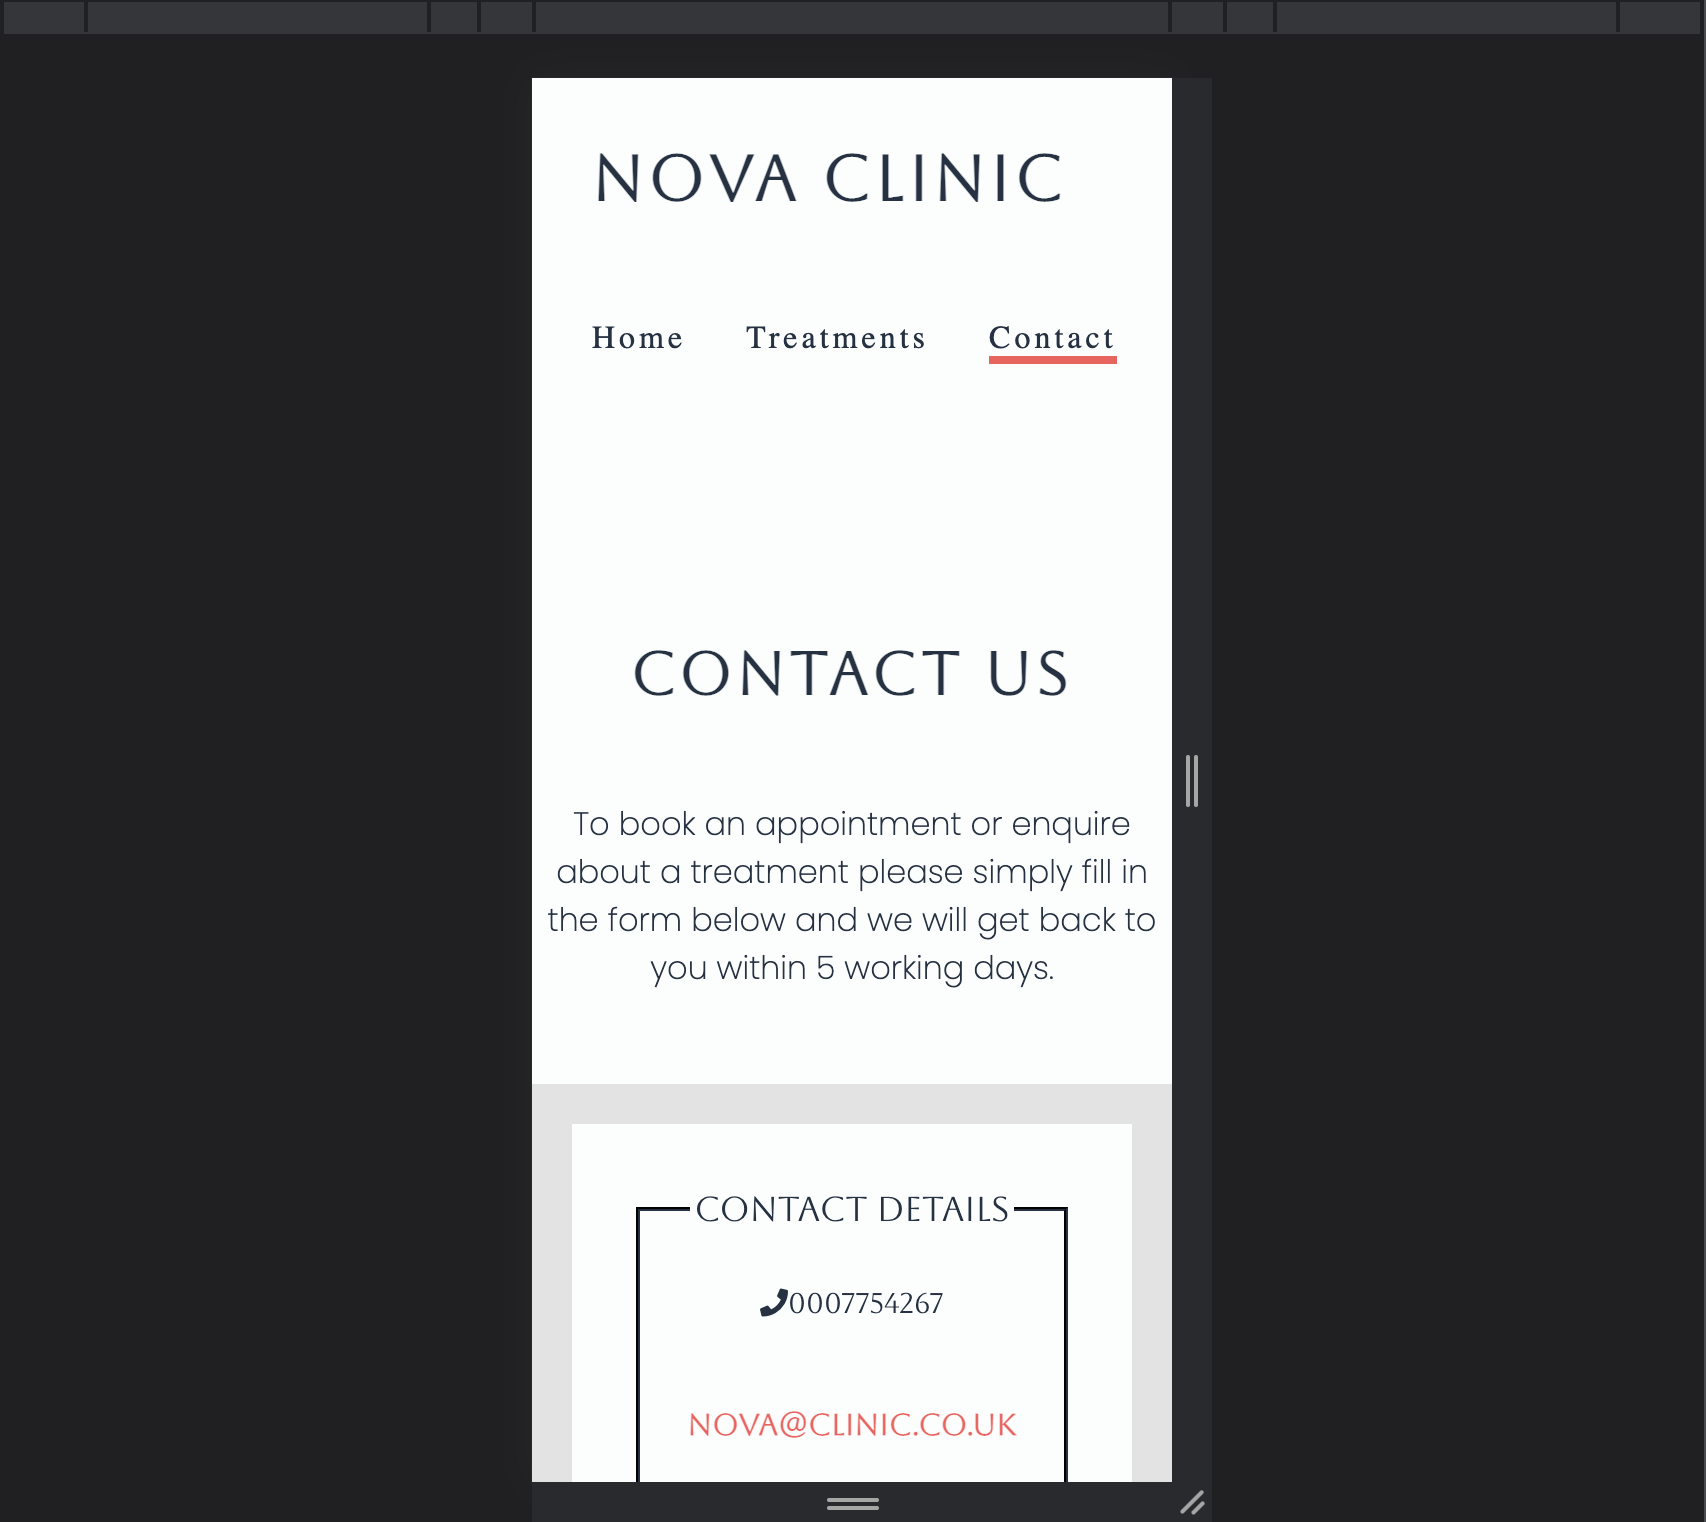 NOVA CLINIC
Home Treatments Contact
CONTACT US
To book an appointment or enquire
about a treatment please simply fill in
the form below and we will get back to
you within 5 working days.
CONTACT DETAILS
0007754267
NOVA@CLINIC.CO.UK